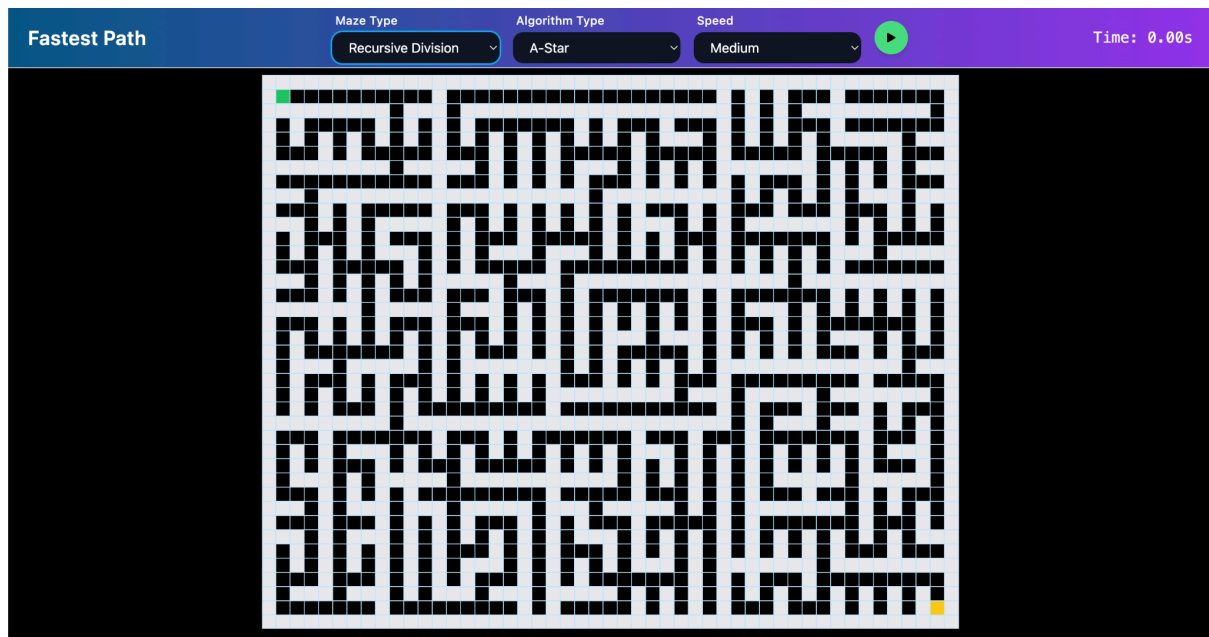 Fastest Path
Maze Type
Recursive Division
Algorithm Type
A-Star
Speed
Medium
Time: 0.00s